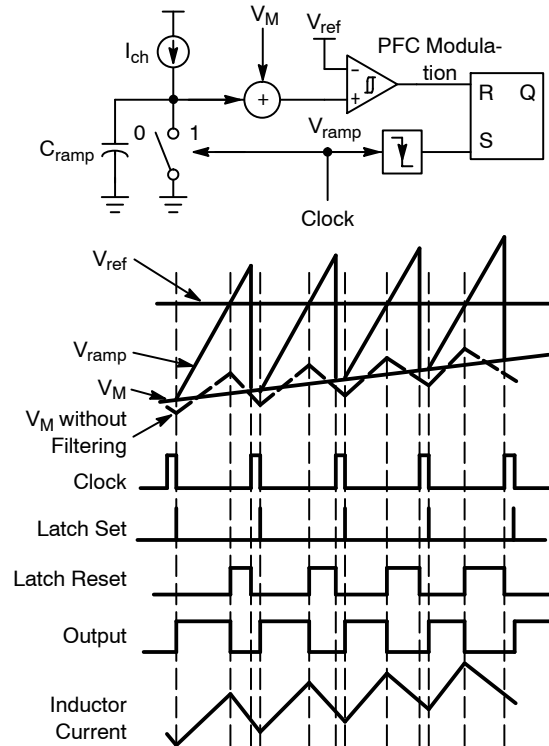 V_M
V_ref
PFC Modula-
tion
I_ch
R Q
0 1
C_ramp
V_ramp
S
Clock
V_ref
V_ramp
V_M
V_M without
Filtering
Clock
Latch Set
Latch Reset
Output
Inductor
Current